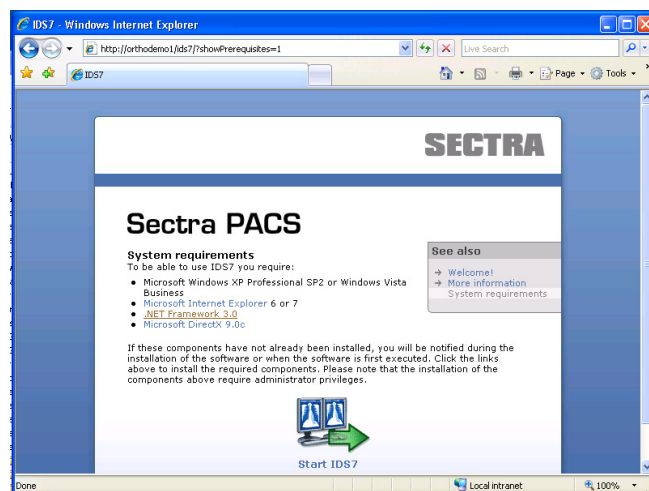 IDS7 - Windows Internet Explorer
http://orthodemo1/ids7/?showPrerequisites=1
Live Search
IDS7
Page
Tools
SECTRA
Sectra PACS
System requirements
To be able to use IDS7 you require:
Microsoft Windows XP Professional SP2 or Windows Vista
Business
Microsoft Internet Explorer 6 or 7
.NET Framework 3.0
Microsoft DirectX 9.0c
See also
Welcome!
More information
System requirements
If these components have not already been installed, you will be notified during the
installation of the software or when the software is first executed. Click the links
above to install the required components. Please note that the installation of the
components above require administrator privileges.
Start IDS7
Done
Local intranet
100%